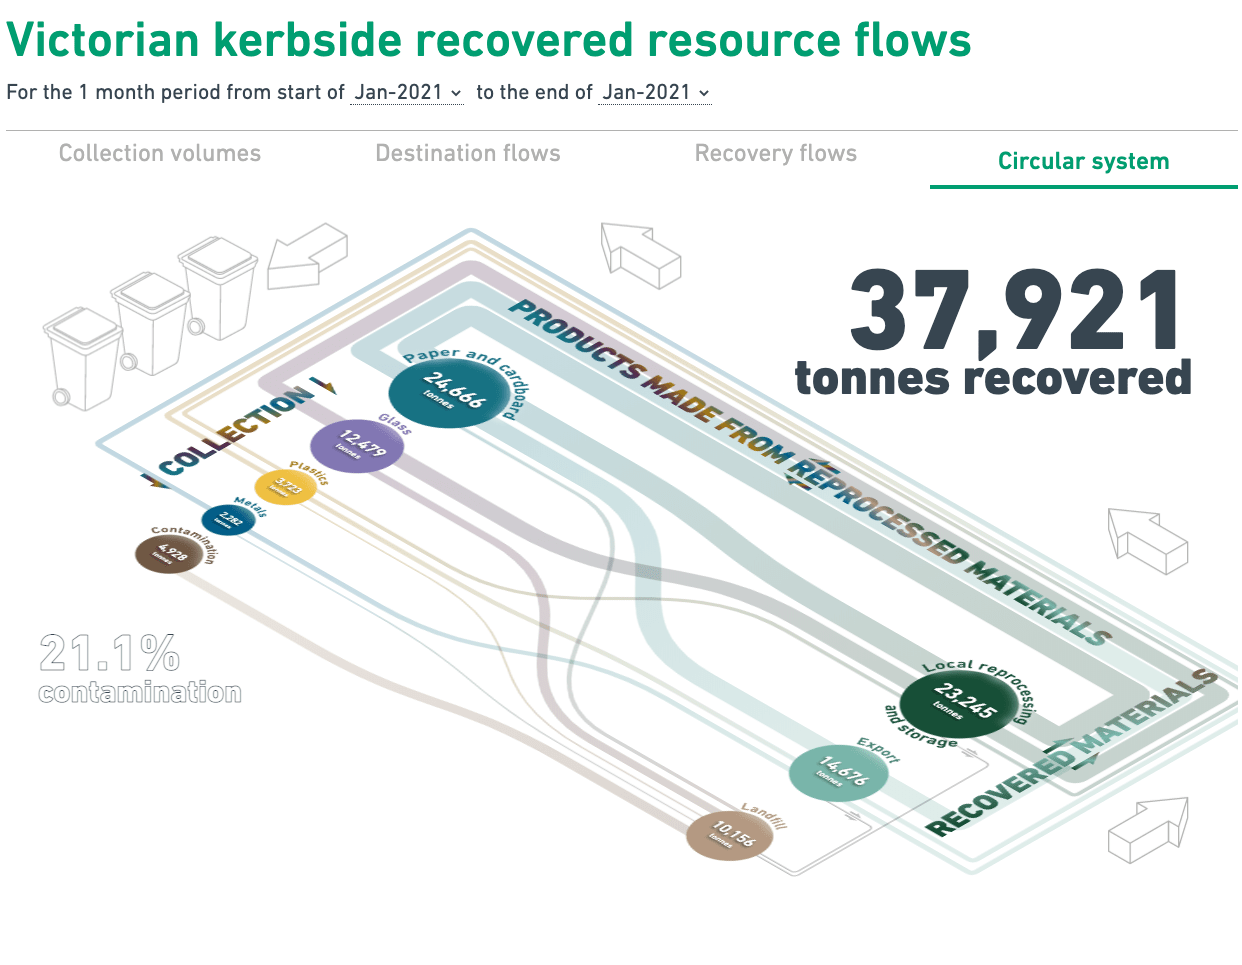 Victorian kerbside recovered resource flows
For the 1 month period from start of Jan-2021 to the end of Jan-2021
Collection volumes
Destination flows
Recovery flows
Circular system
37,921
tonnes recovered
PRODUCTS MADE FROM REPROCESSED MATERIALS
COLLECTION
Paper and cardboard
24,666
tonnes
Glass
12,479
tonnes
Plastics
3,723
tonnes
Metals
2,282
tonnes
Contamination
4,928
tonnes
21.1%
contamination
Local reprocessing
and storage
23,245
tonnes
Export
14,676
tonnes
Landfill
10,156
tonnes
RECOVERED MATERIALS